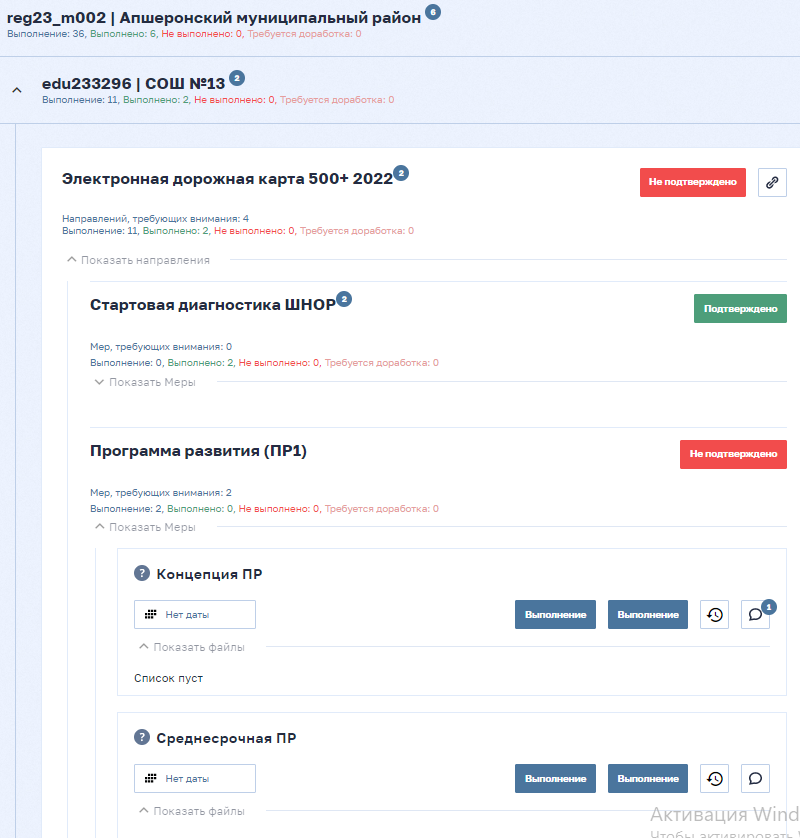 reg23_m002 | Апшеронский муниципальный район 6
Выполнение: 36, Выполнено: 6, Не выполнено: 0, Требуется доработка: 0
edu233296 | СОШ №13 2
Выполнение: 11, Выполнено: 2, Не выполнено: 0, Требуется доработка: 0
Электронная дорожная карта 500+ 2022 2
Не подтверждено
Направлений, требующих внимания: 4
Выполнение: 11, Выполнено: 2, Не выполнено: 0, Требуется доработка: 0
Показать направления
Стартовая диагностика ШНОР 2
Подтверждено
Мер, требующих внимания: 0
Выполнение: 0, Выполнено: 2, Не выполнено: 0, Требуется доработка: 0
Показать Меры
Программа развития (ПР1)
Не подтверждено
Мер, требующих внимания: 2
Выполнение: 2, Выполнено: 0, Не выполнено: 0, Требуется доработка: 0
Показать Меры
? Концепция ПР
Нет даты Выполнение Выполнение 1
Показать файлы
Список пуст
? Среднесрочная ПР
Нет даты Выполнение Выполнение
Показать файлы
Активация Wind
Чтобы активировать